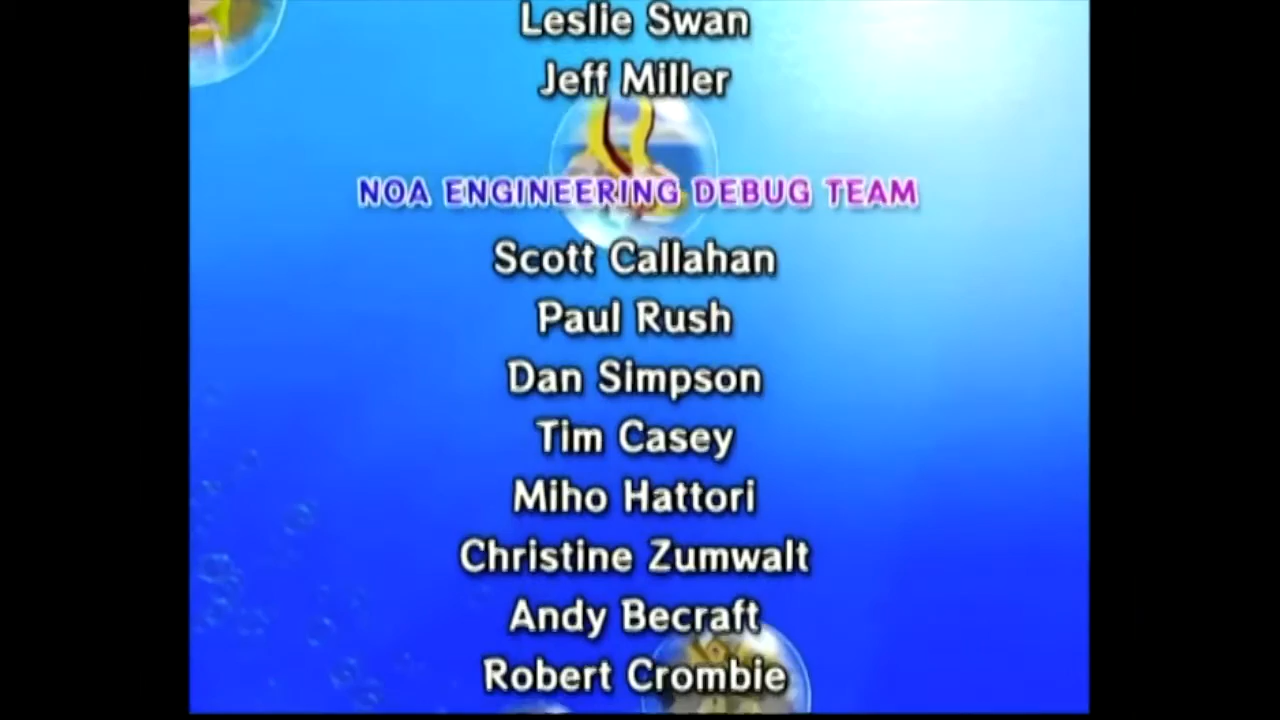 Leslie Swan
Jeff Miller
NOA ENGINEERING DEBUG TEAM
Scott Callahan
Paul Rush
Dan Simpson
Tim Casey
Miho Hattori
Christine Zumwalt
Andy Becraft
Robert Crombie